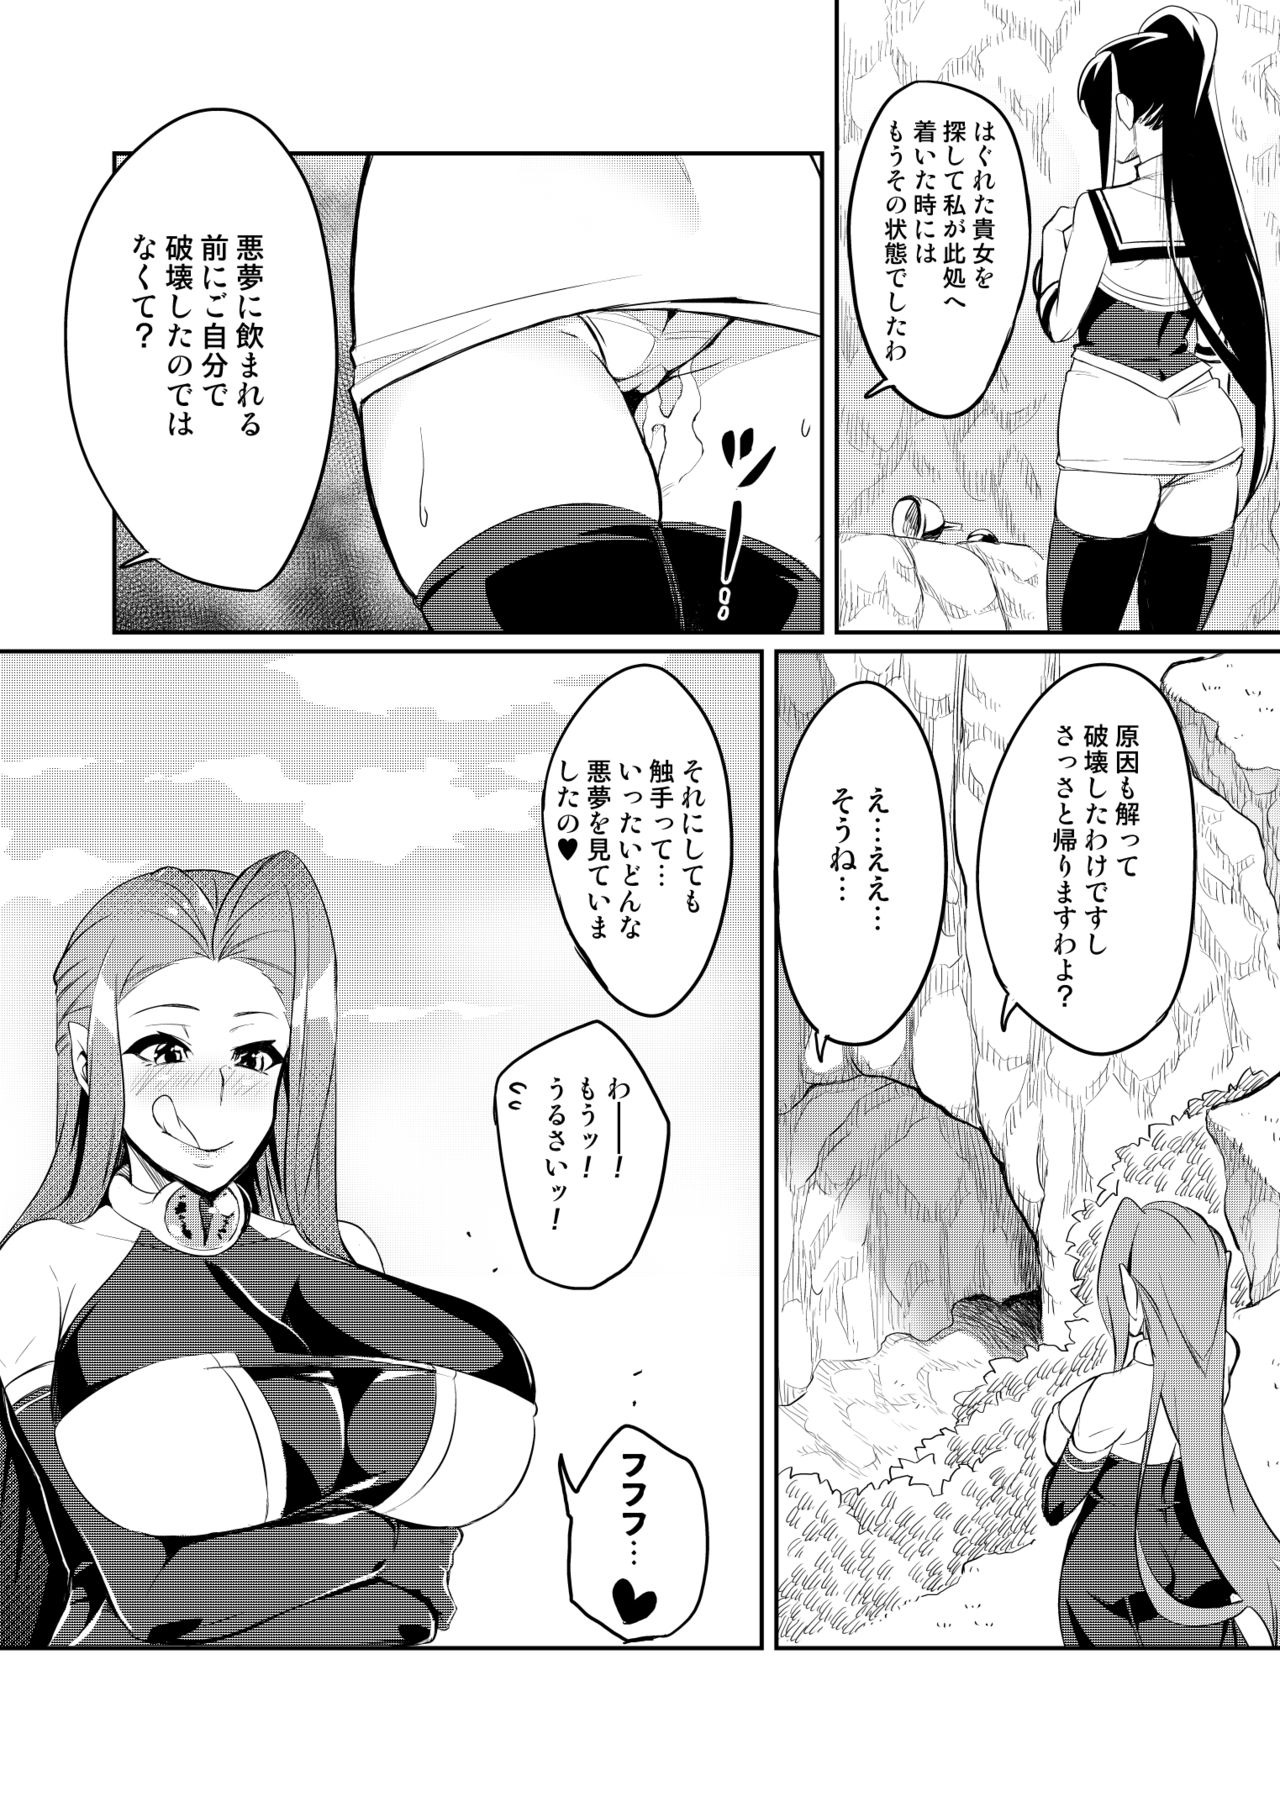 はぐれた貴女を
探して私が此処へ
着いた時には
もうその状態でしたわ
悪夢に飲まれる
前にご自分で
破壊したのでは
なくて？
ッ…。
原因も解って
破壊したわけですし
さっさと帰りますわよ？
え…ええ…
そうね…
それにしても
触手って…
いったいどんな
悪夢を見ていま
したの♥
わ──！
もうッ！
うるさいッ！
フフフ…♥